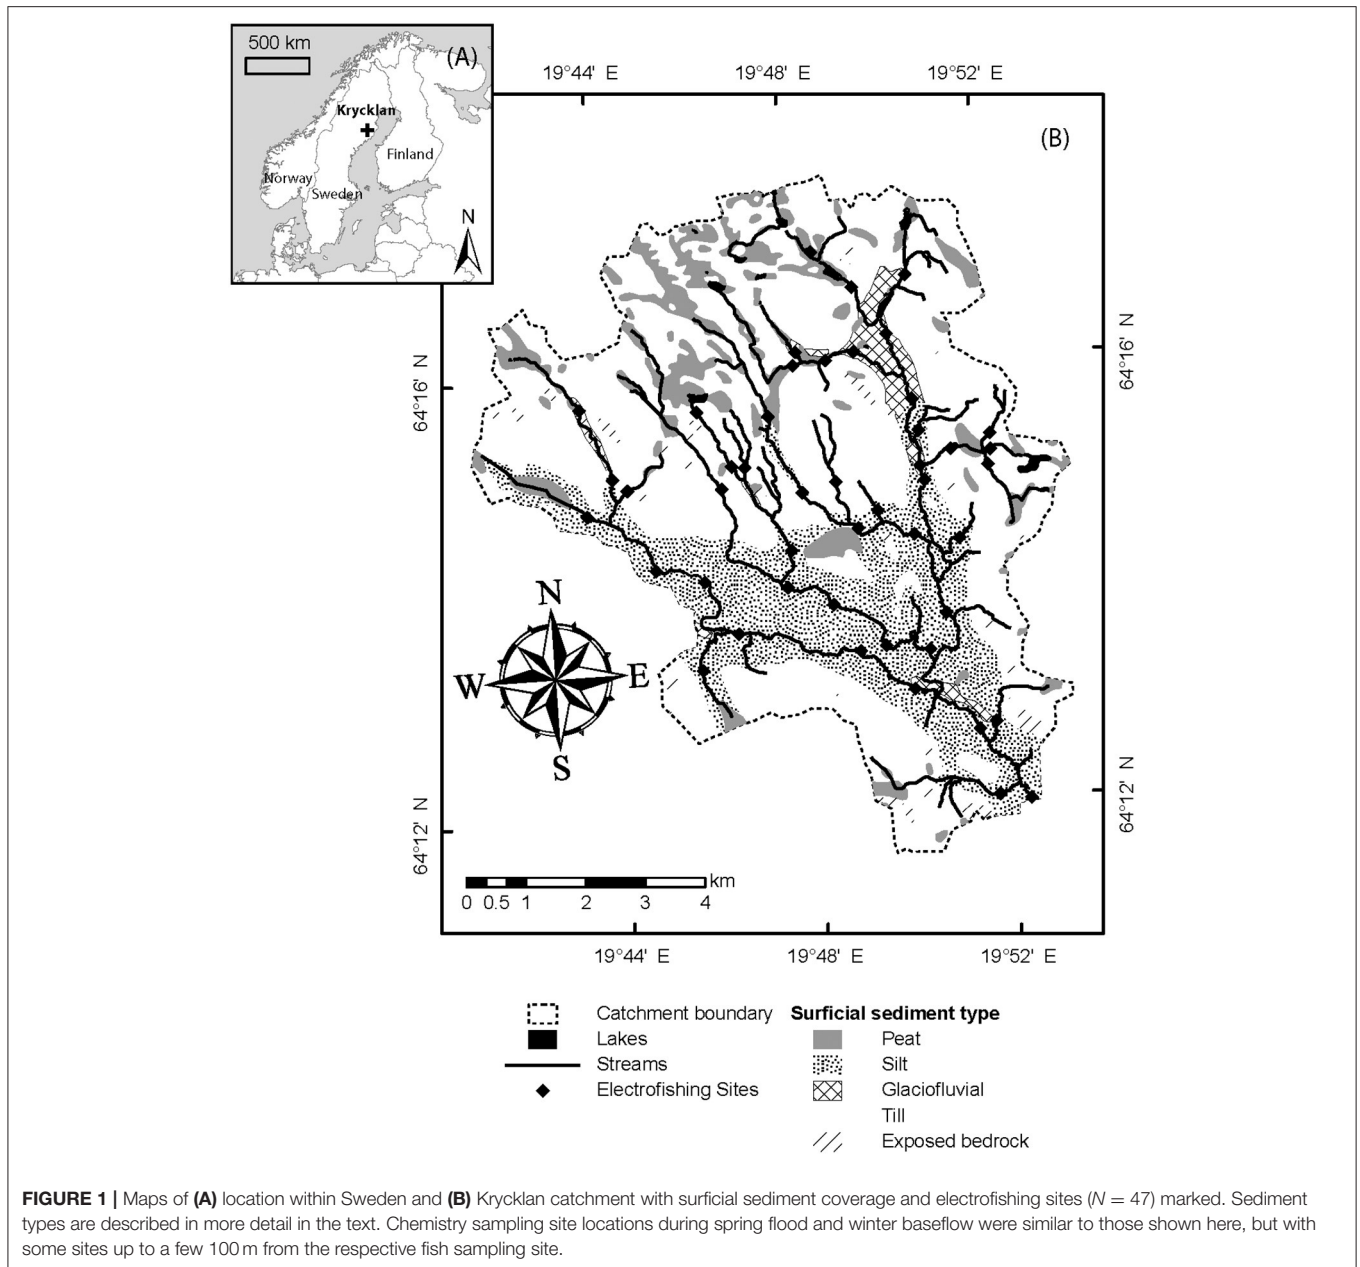 500 km
(A)
Krycklan
Finland
Norway
Sweden
N
19°44' E
19°48' E
19°52' E
(B)
64°16' N
64°16' N
N
W
E
S
64°12' N
64°12' N
km
0 0.5 1 2 3 4
19°44' E
19°48' E
19°52' E
Catchment boundary
Lakes
Streams
Electrofishing Sites
Surficial sediment type
Peat
Silt
Glaciofluvial
Till
Exposed bedrock
FIGURE 1 | Maps of (A) location within Sweden and (B) Krycklan catchment with surficial sediment coverage and electrofishing sites (N = 47) marked. Sediment
types are described in more detail in the text. Chemistry sampling site locations during spring flood and winter baseflow were similar to those shown here, but with
some sites up to a few 100 m from the respective fish sampling site.